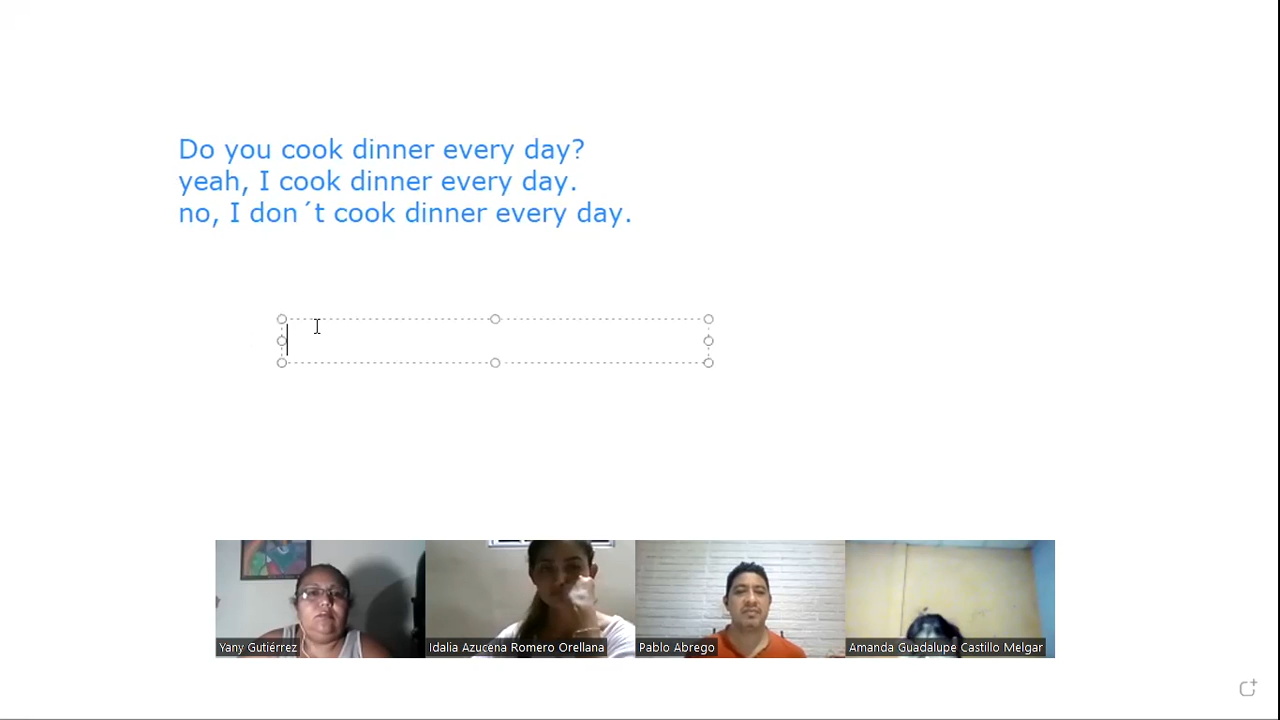 Do you cook dinner every day?
yeah, I cook dinner every day.
no, I don´t cook dinner every day.
Yany Gutiérrez
Idalia Azucena Romero Orellana
Pablo Abrego
Amanda Guadalupe Castillo Melgar